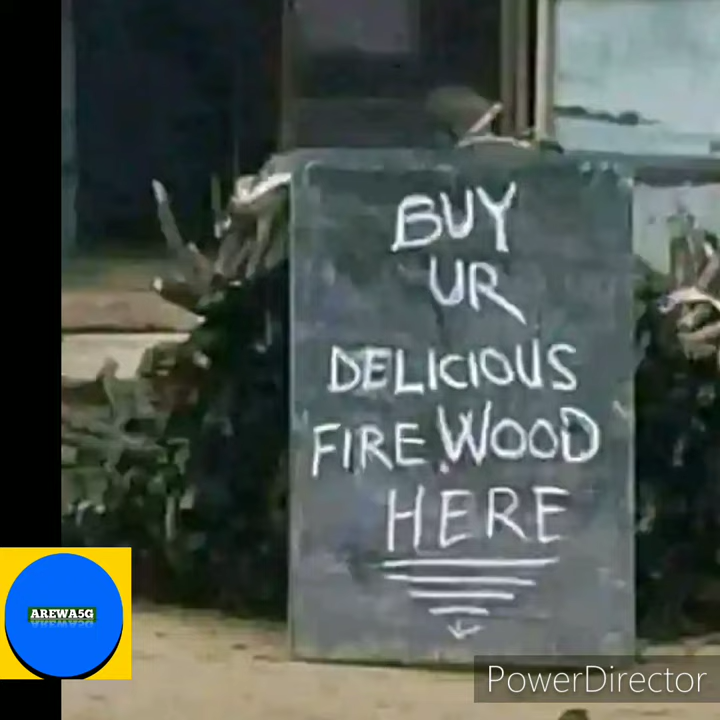 BUY
UR
DELICIOUS
FIRE.WOOD
HERE
AREWA5G
PowerDirector